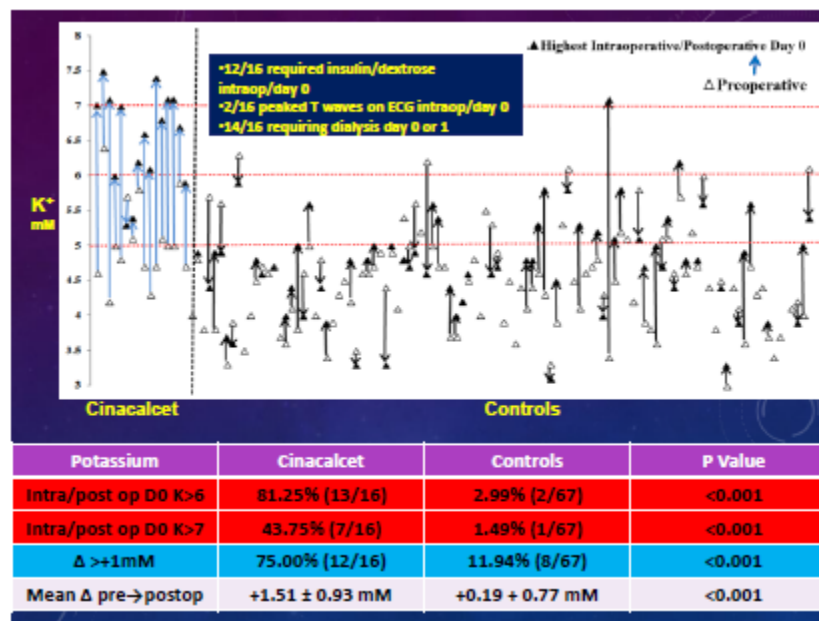 ▲Highest Intraoperative/Postoperative Day 0
△Preoperative
•12/16 required insulin/dextrose
intraop/day 0
•2/16 peaked T waves on ECG intraop/day 0
•14/16 requiring dialysis day 0 or 1
K+
mM
8
7.5
7
6.5
6
5.5
5
4.5
4
3.5
3
Cinacalcet
Controls
Potassium Cinacalcet Controls P Value
Intra/post op D0 K>6 81.25% (13/16) 2.99% (2/67) <0.001
Intra/post op D0 K>7 43.75% (7/16) 1.49% (1/67) <0.001
Δ >+1mM 75.00% (12/16) 11.94% (8/67) <0.001
Mean Δ pre→postop +1.51 ± 0.93 mM +0.19 + 0.77 mM <0.001